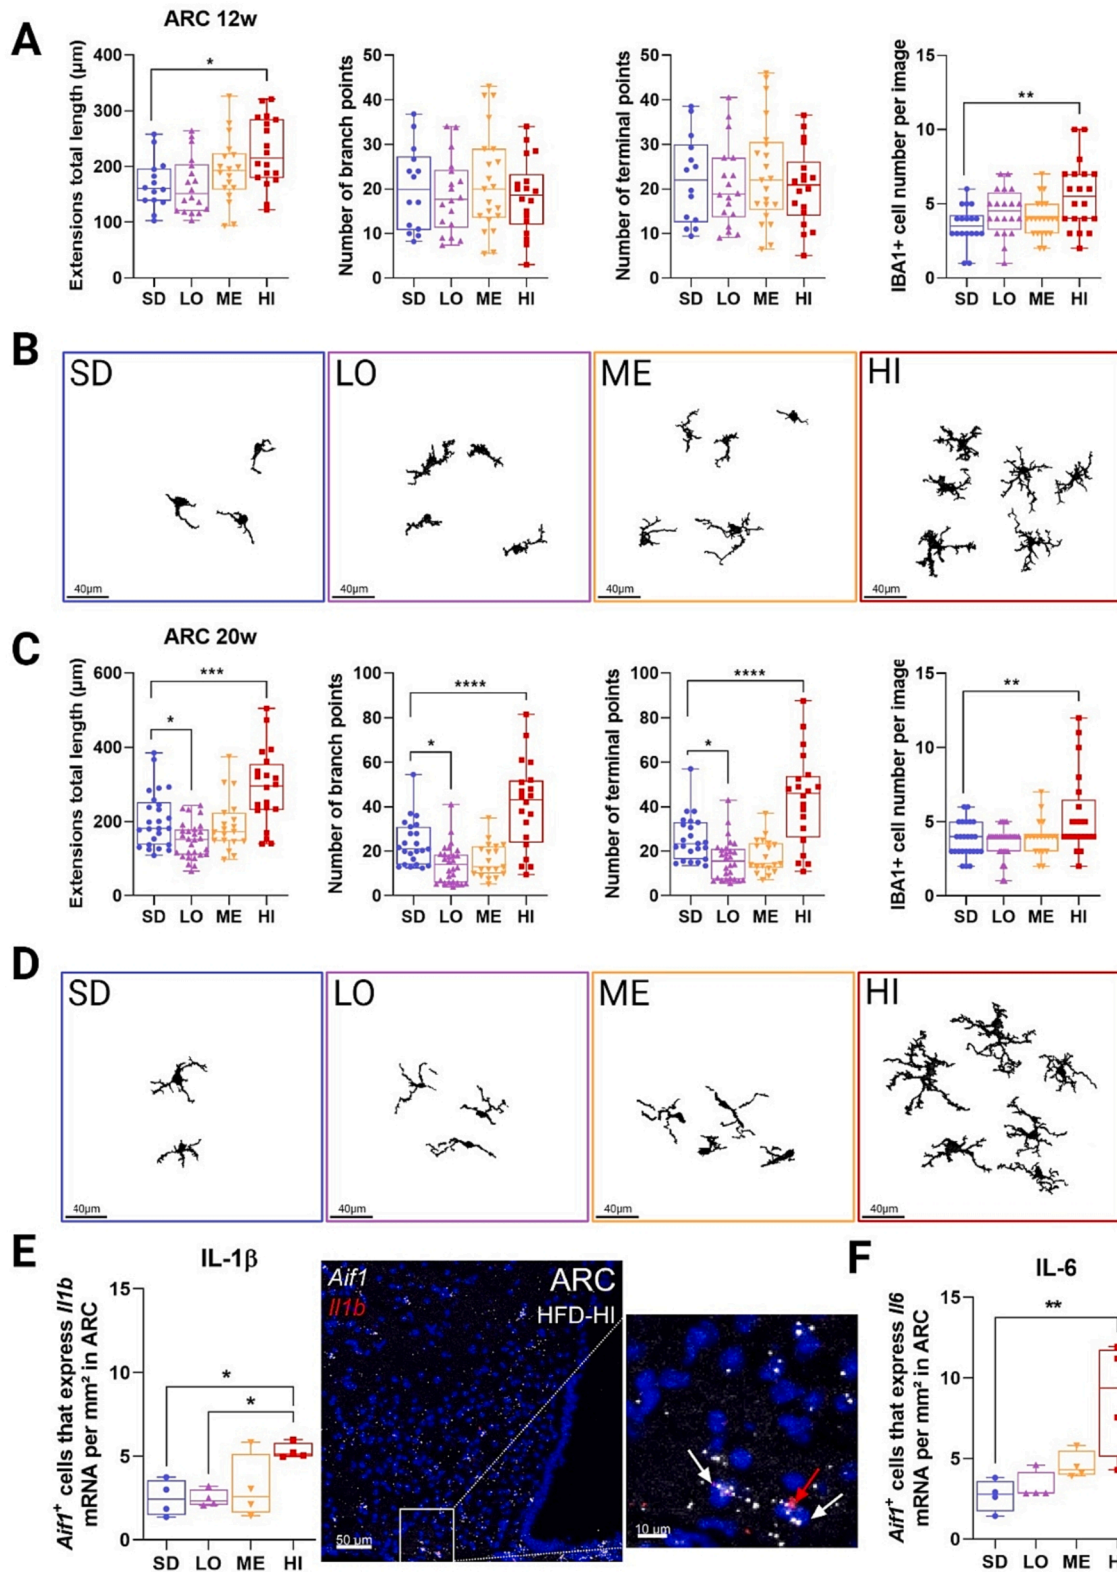 A
ARC 12w
Extensions total length (µm)
400
300
200
100
0
*
SD LO ME HI
Number of branch points
50
40
30
20
10
0
SD LO ME HI
Number of terminal points
50
40
30
20
10
0
SD LO ME HI
IBA1+ cell number per image
15
10
5
0
**
SD LO ME HI
B
SD
40µm
LO
40µm
ME
40µm
HI
40µm
C
ARC 20w
Extensions total length (µm)
600
400
200
0
***
*
SD LO ME HI
Number of branch points
100
80
60
40
20
0
****
*
SD LO ME HI
Number of terminal points
100
80
60
40
20
0
****
*
SD LO ME HI
IBA1+ cell number per image
15
10
5
0
**
SD LO ME HI
D
SD
40µm
LO
40µm
ME
40µm
HI
40µm
E
IL-1β
Aif1+ cells that express Il1b
mRNA per mm² in ARC
15
10
5
0
*
*
SD LO ME HI
Aif1
Il1b
ARC
HFD-HI
50 µm
10 µm
F
IL-6
Aif1+ cells that express Il6
mRNA per mm² in ARC
15
10
5
0
**
SD LO ME H